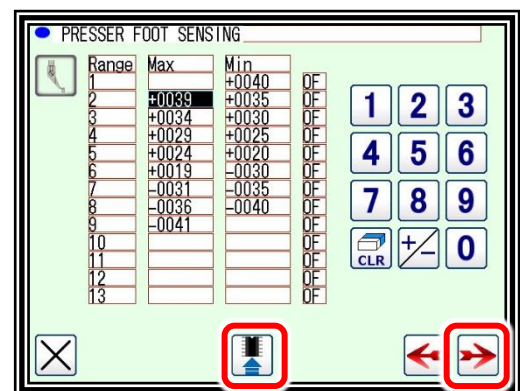 PRESSER FOOT SENSING
Range Max Min
1 +0040 OF
2 +0039 +0035 OF
3 +0034 +0030 OF
4 +0029 +0025 OF
5 +0024 +0020 OF
6 +0019 -0030 OF
7 -0031 -0035 OF
8 -0036 -0040 OF
9 -0041 OF
10 OF
11 OF
12 OF
13 OF
1 2 3
4 5 6
7 8 9
CLR +/- 0